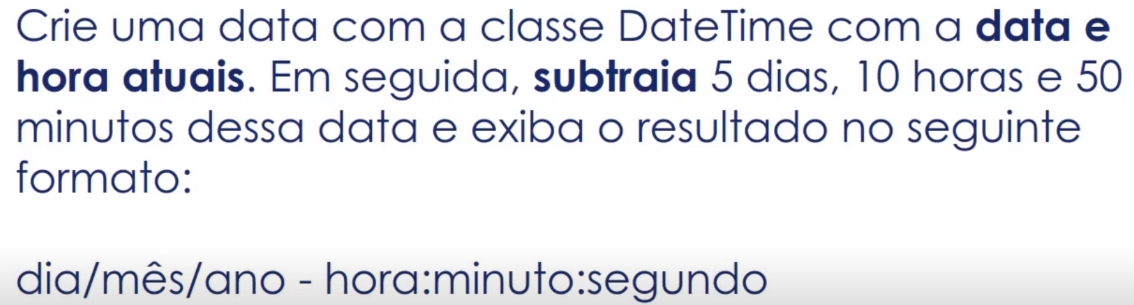 Crie uma data com a classe DateTime com a data e
hora atuais. Em seguida, subtraia 5 dias, 10 horas e 50
minutos dessa data e exiba o resultado no seguinte
formato:
dia/mês/ano - hora:minuto:segundo